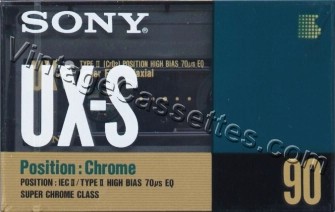 SONY
TYPE II (CrO₂) POSITION HIGH BIAS 70μs EQ
UX-S
Position : Chrome
POSITION : IEC II / TYPE II HIGH BIAS 70μs EQ
SUPER CHROME CLASS
90
VintageCassettes.com